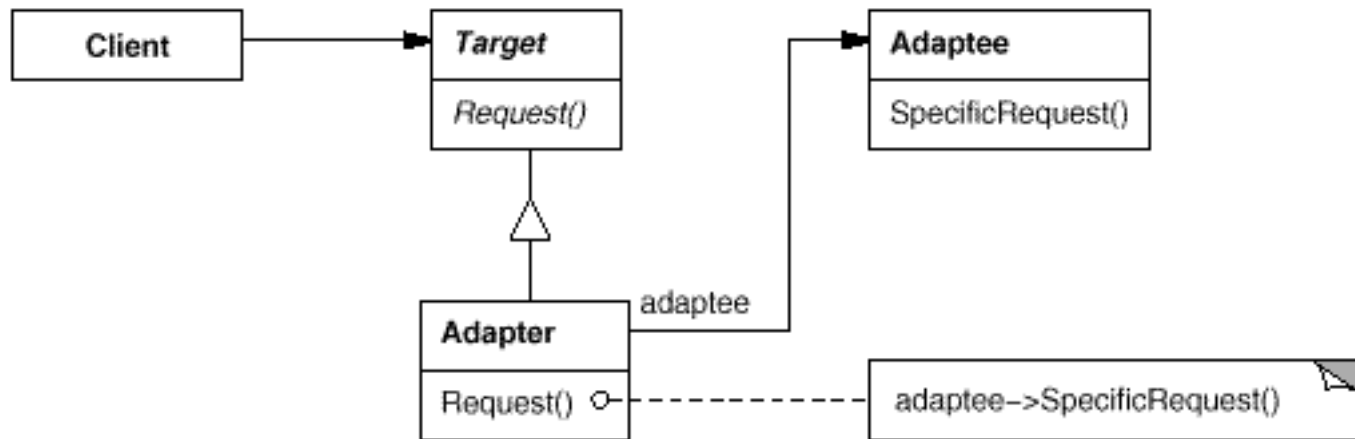 Client
Target
Request()
Adaptee
SpecificRequest()
adaptee
Adapter
Request()
adaptee–>SpecificRequest()